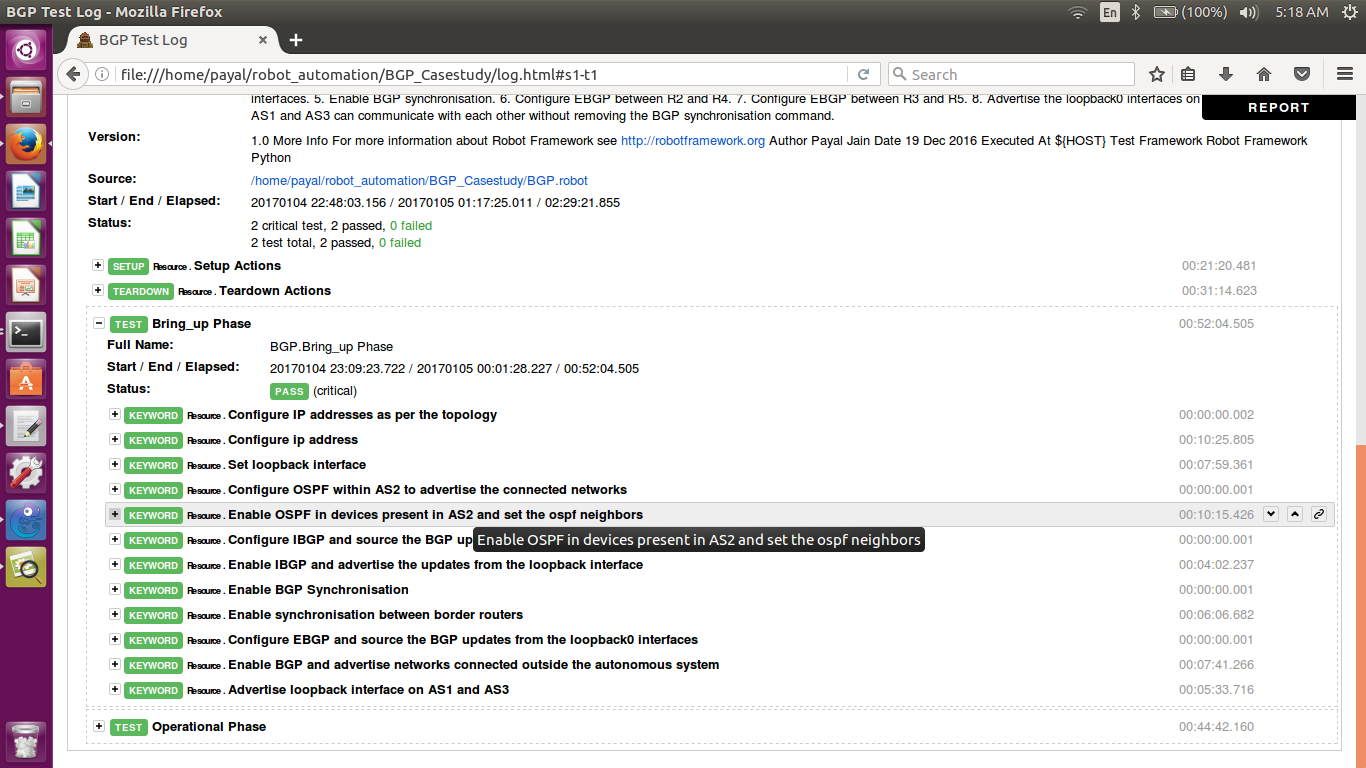 BGP Test Log - Mozilla Firefox
En
(100%)
5:18 AM
BGP Test Log
file:///home/payal/robot_automation/BGP_Casestudy/log.html#s1-t1
Search
REPORT
interfaces. 5. Enable BGP synchronisation. 6. Configure EBGP between R2 and R4. 7. Configure EBGP between R3 and R5. 8. Advertise the loopback0 interfaces on
AS1 and AS3 can communicate with each other without removing the BGP synchronisation command.
Version: 1.0 More Info For more information about Robot Framework see http://robotframework.org Author Payal Jain Date 19 Dec 2016 Executed At ${HOST} Test Framework Robot Framework
Python
Source: /home/payal/robot_automation/BGP_Casestudy/BGP.robot
Start / End / Elapsed: 20170104 22:48:03.156 / 20170105 01:17:25.011 / 02:29:21.855
Status: 2 critical test, 2 passed, 0 failed
2 test total, 2 passed, 0 failed
SETUP Resource . Setup Actions 00:21:20.481
TEARDOWN Resource . Teardown Actions 00:31:14.623
TEST Bring_up Phase 00:52:04.505
Full Name: BGP.Bring_up Phase
Start / End / Elapsed: 20170104 23:09:23.722 / 20170105 00:01:28.227 / 00:52:04.505
Status: PASS (critical)
KEYWORD Resource . Configure IP addresses as per the topology 00:00:00.002
KEYWORD Resource . Configure ip address 00:10:25.805
KEYWORD Resource . Set loopback interface 00:07:59.361
KEYWORD Resource . Configure OSPF within AS2 to advertise the connected networks 00:00:00.001
KEYWORD Resource . Enable OSPF in devices present in AS2 and set the ospf neighbors 00:10:15.426
KEYWORD Resource . Configure IBGP and source the BGP up 00:00:00.001
Enable OSPF in devices present in AS2 and set the ospf neighbors
KEYWORD Resource . Enable IBGP and advertise the updates from the loopback interface 00:04:02.237
KEYWORD Resource . Enable BGP Synchronisation 00:00:00.001
KEYWORD Resource . Enable synchronisation between border routers 00:06:06.682
KEYWORD Resource . Configure EBGP and source the BGP updates from the loopback0 interfaces 00:00:00.001
KEYWORD Resource . Enable BGP and advertise networks connected outside the autonomous system 00:07:41.266
KEYWORD Resource . Advertise loopback interface on AS1 and AS3 00:05:33.716
TEST Operational Phase 00:44:42.160